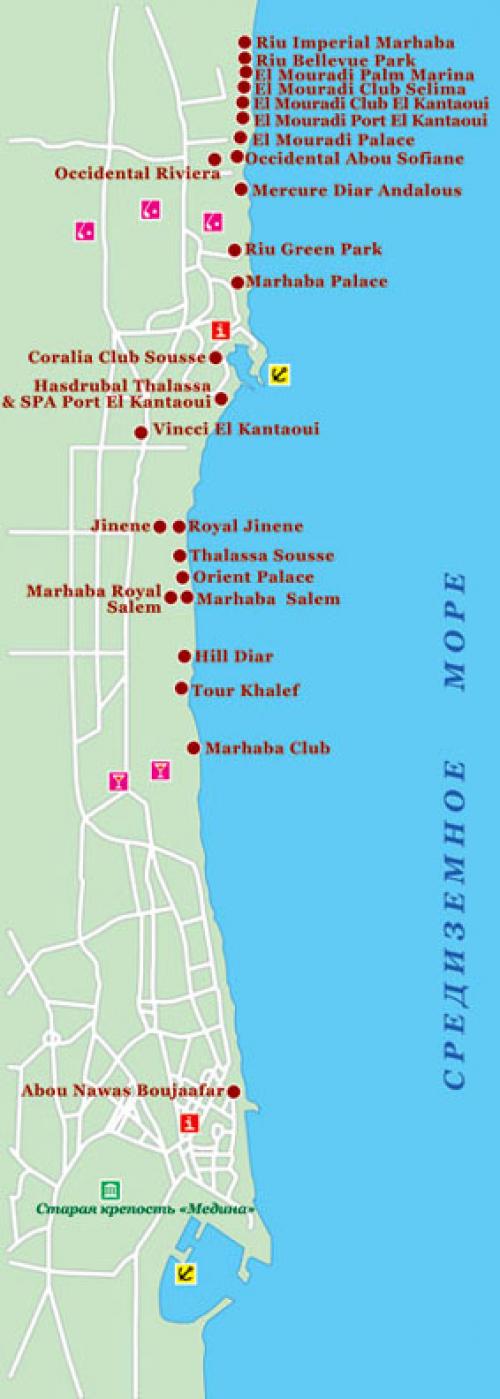 Riu Imperial Marhaba
Riu Bellevue Park
El Mouradi Palm Marina
El Mouradi Club Selima
El Mouradi Club El Kantaoui
El Mouradi Port El Kantaoui
El Mouradi Palace
Occidental Abou Sofiane
Occidental Riviera
Mercure Diar Andalous
Riu Green Park
Marhaba Palace
i
Coralia Club Sousse
Hasdrubal Thalassa
& SPA Port El Kantaoui
Vincci El Kantaoui
Jinene
Royal Jinene
Thalassa Sousse
Orient Palace
Marhaba Royal
Salem
Marhaba Salem
Hill Diar
Tour Khalef
Marhaba Club
СРЕДИЗЕМНОЕ МОРЕ
Abou Nawas Boujaafar
i
Старая крепость «Медина»